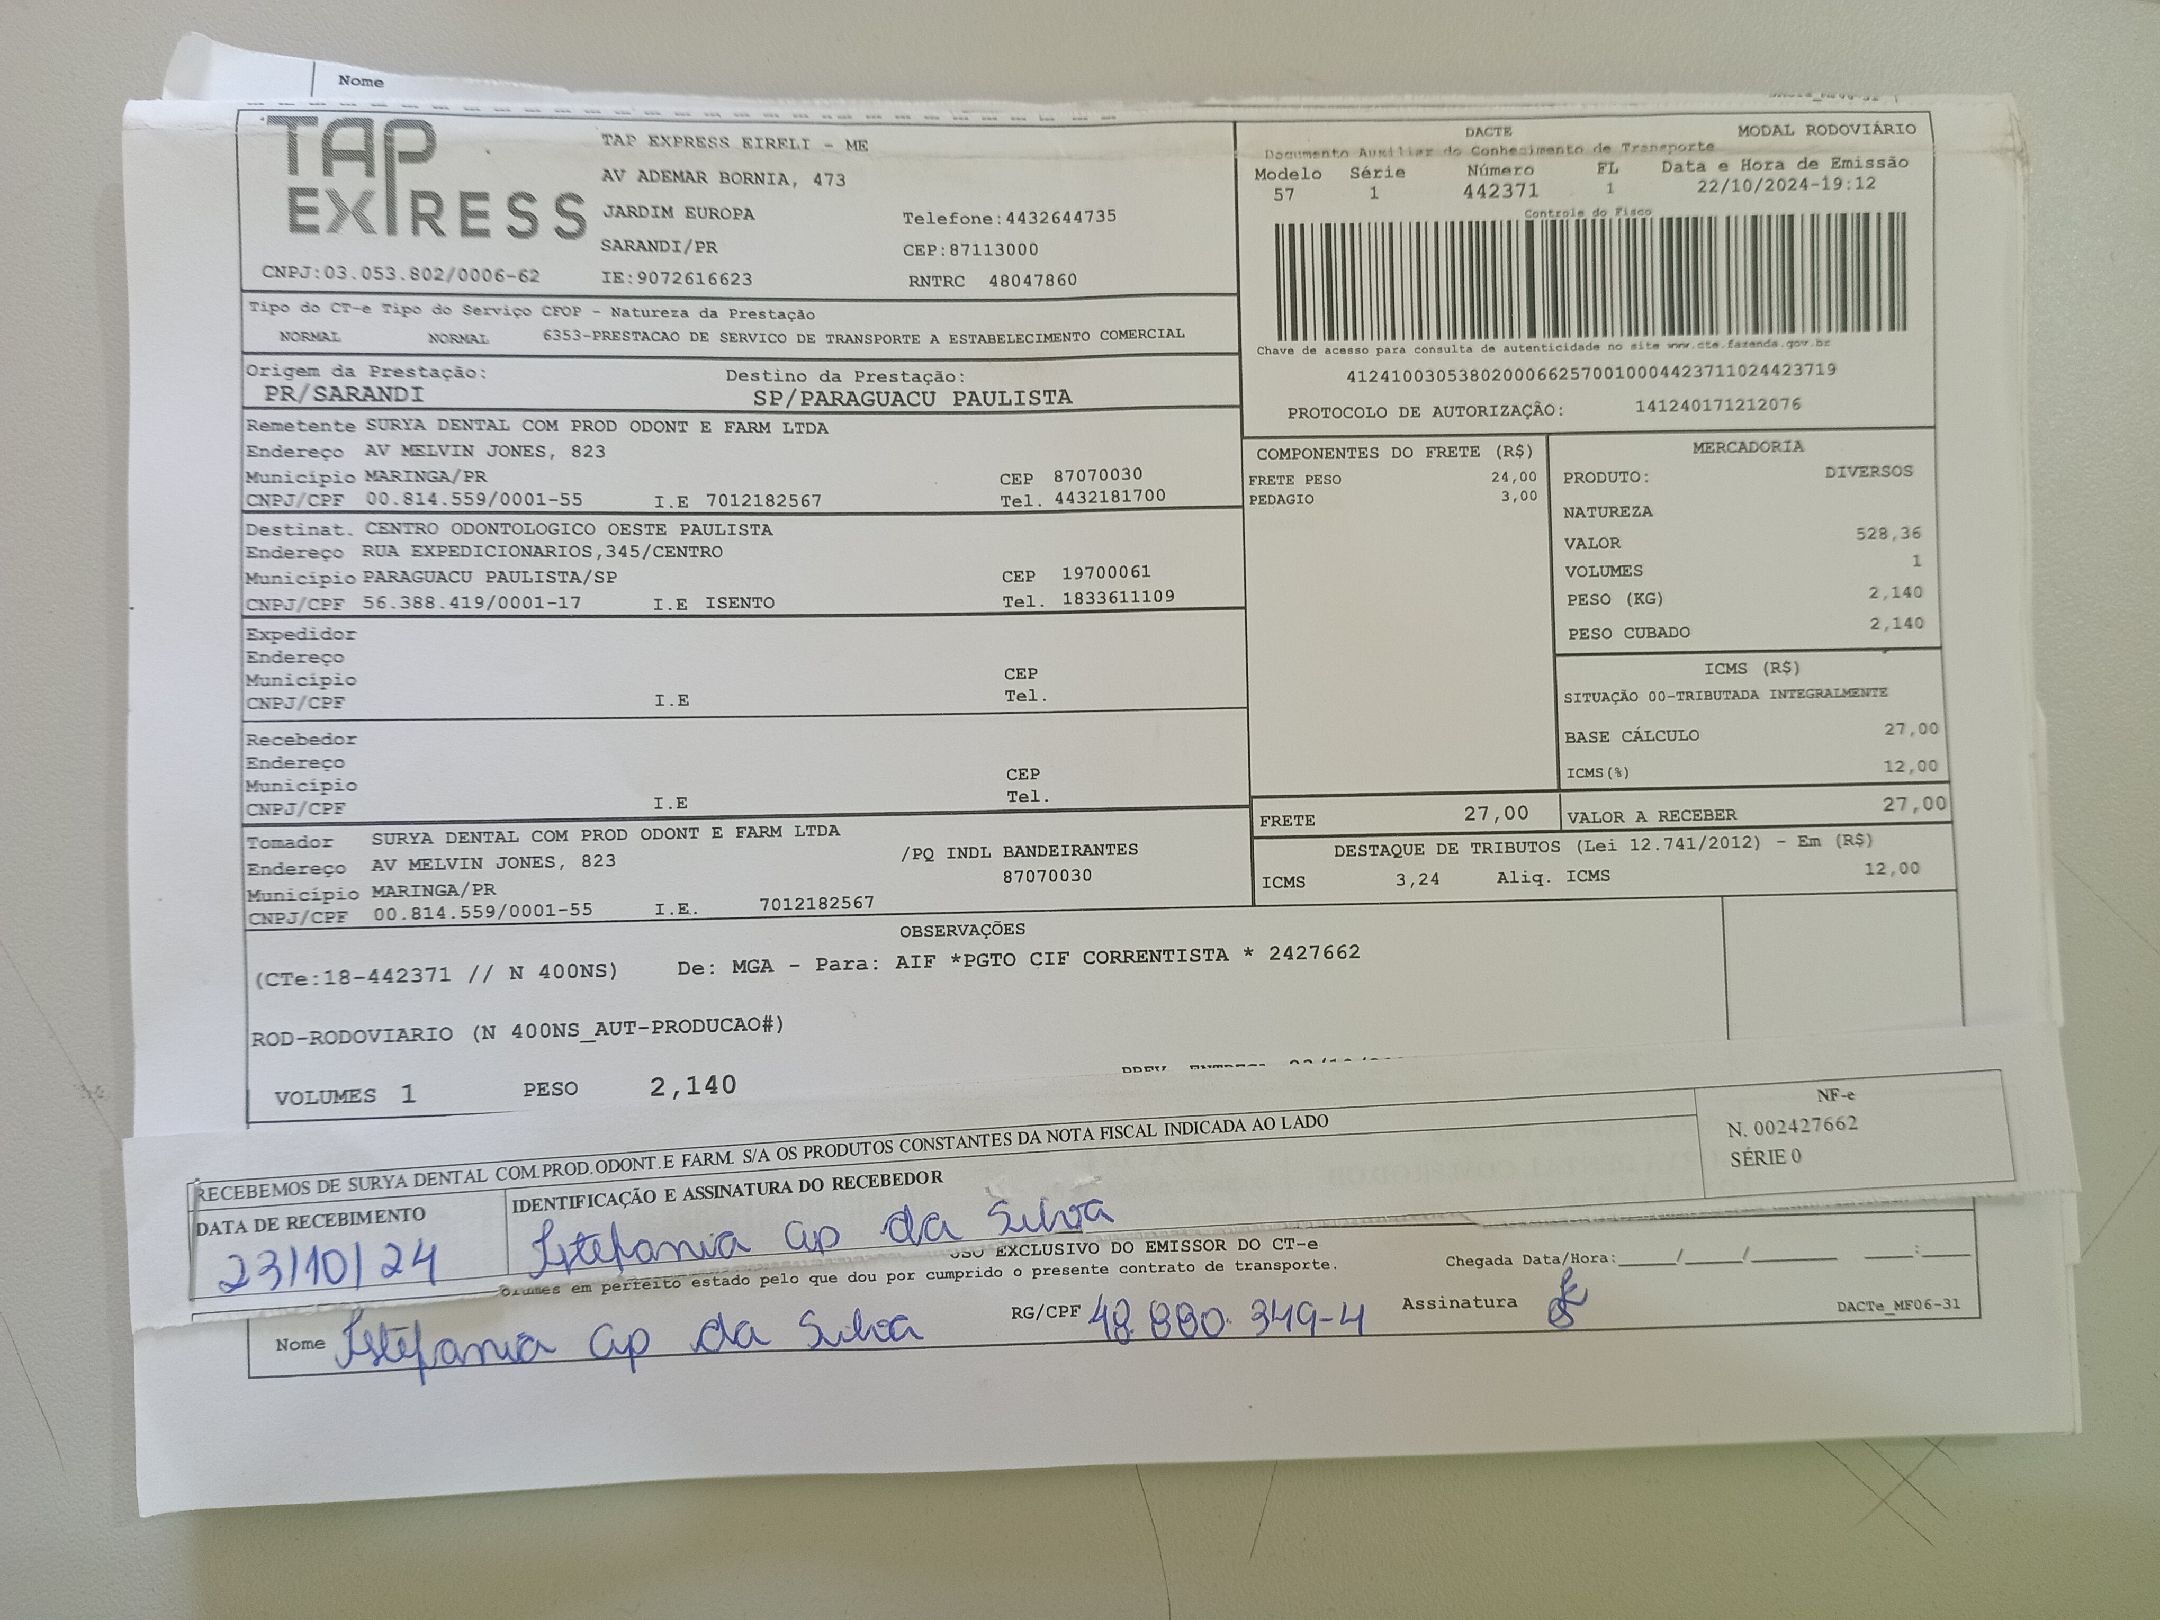 Nome
TAP EXPRESS
TAP EXPRESS EIRELI - ME
AV ADEMAR BORNIA, 473
JARDIM EUROPA Telefone:4432644735
SARANDI/PR CEP:87113000
CNPJ:03.053.802/0006-62 IE:9072616623 RNTRC 48047860
DACTE MODAL RODOVIÁRIO
Documento Auxiliar do Conhecimento de Transporte
Modelo Série Número FL Data e Hora de Emissão
57 1 442371 1 22/10/2024-19:12
Controle do Fisco
Chave de acesso para consulta de autenticidade no site www.cte.fazenda.gov.br
41241003053802000662570010004423711024423719
PROTOCOLO DE AUTORIZAÇÃO: 141240171212076
Tipo do CT-e Tipo do Serviço CFOP - Natureza da Prestação
NORMAL NORMAL 6353-PRESTACAO DE SERVICO DE TRANSPORTE A ESTABELECIMENTO COMERCIAL
Origem da Prestação: Destino da Prestação:
PR/SARANDI SP/PARAGUACU PAULISTA
Remetente SURYA DENTAL COM PROD ODONT E FARM LTDA
Endereço AV MELVIN JONES, 823
Município MARINGA/PR CEP 87070030
CNPJ/CPF 00.814.559/0001-55 I.E 7012182567 Tel. 4432181700
Destinat. CENTRO ODONTOLOGICO OESTE PAULISTA
Endereço RUA EXPEDICIONARIOS,345/CENTRO
Município PARAGUACU PAULISTA/SP CEP 19700061
CNPJ/CPF 56.388.419/0001-17 I.E ISENTO Tel. 1833611109
Expedidor
Endereço
Município CEP
CNPJ/CPF I.E Tel.
Recebedor
Endereço
Município CEP
CNPJ/CPF I.E Tel.
Tomador SURYA DENTAL COM PROD ODONT E FARM LTDA
Endereço AV MELVIN JONES, 823 /PQ INDL BANDEIRANTES
Município MARINGA/PR 87070030
CNPJ/CPF 00.814.559/0001-55 I.E. 7012182567
COMPONENTES DO FRETE (R$)
FRETE PESO 24,00
PEDAGIO 3,00
MERCADORIA
PRODUTO: DIVERSOS
NATUREZA
VALOR 528,36
VOLUMES 1
PESO (KG) 2,140
PESO CUBADO 2,140
ICMS (R$)
SITUAÇÃO 00-TRIBUTADA INTEGRALMENTE
BASE CÁLCULO 27,00
ICMS(%) 12,00
FRETE 27,00 VALOR A RECEBER 27,00
DESTAQUE DE TRIBUTOS (Lei 12.741/2012) - Em (R$)
ICMS 3,24 Aliq. ICMS 12,00
OBSERVAÇÕES
(CTe:18-442371 // N 400NS) De: MGA - Para: AIF *PGTO CIF CORRENTISTA * 2427662
ROD-RODOVIARIO (N 400NS_AUT-PRODUCAO#)
VOLUMES 1 PESO 2,140
RECEBEMOS DE SURYA DENTAL COM.PROD.ODONT.E FARM. S/A OS PRODUTOS CONSTANTES DA NOTA FISCAL INDICADA AO LADO
NF-e
N. 002427662
SÉRIE 0
DATA DE RECEBIMENTO IDENTIFICAÇÃO E ASSINATURA DO RECEBEDOR
23/10/24 Istefania ap da Silva
USO EXCLUSIVO DO EMISSOR DO CT-e
em perfeito estado pelo que dou por cumprido o presente contrato de transporte.
Chegada Data/Hora:____/____/______ ___:___
Nome Istefania ap da Silva RG/CPF 48.880.349-4 Assinatura DACTe_MF06-31